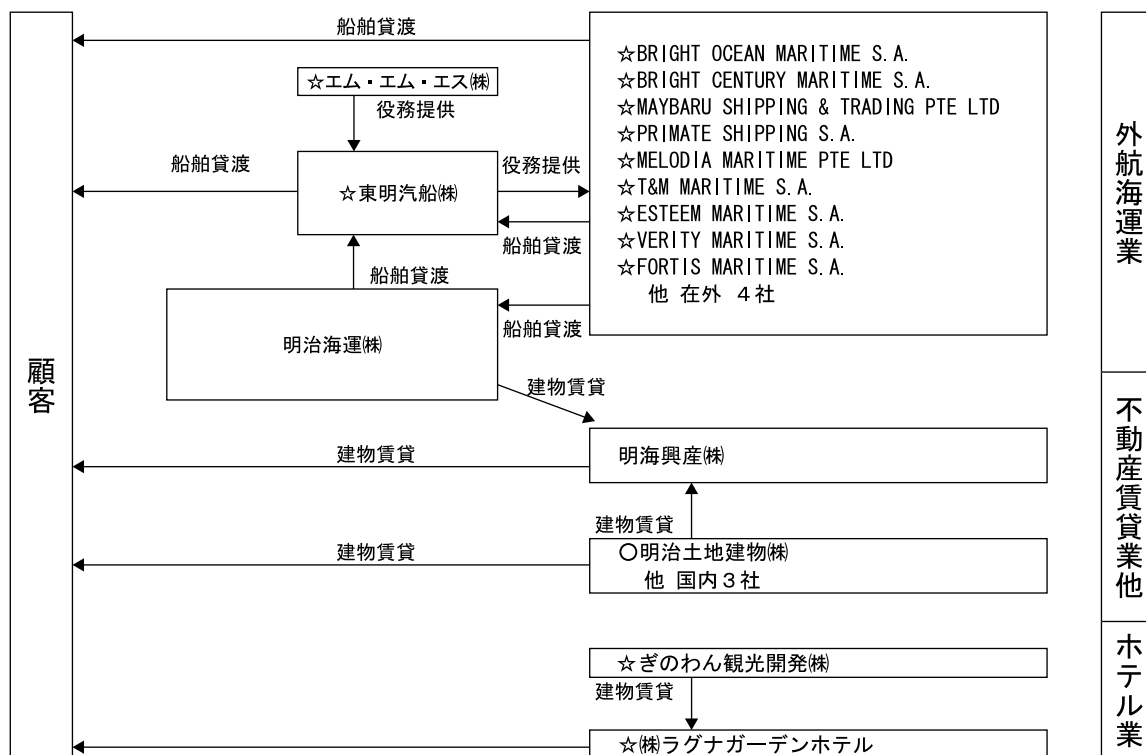 船舶貸渡
☆エム・エム・エス㈱
役務提供
☆BRIGHT OCEAN MARITIME S.A.
☆BRIGHT CENTURY MARITIME S.A.
☆MAYBARU SHIPPING & TRADING PTE LTD
☆PRIMATE SHIPPING S.A.
☆MELODIA MARITIME PTE LTD
☆T&M MARITIME S.A.
☆ESTEEM MARITIME S.A.
☆VERITY MARITIME S.A.
☆FORTIS MARITIME S.A.
他 在外 4社
船舶貸渡
☆東明汽船㈱
役務提供
船舶貸渡
船舶貸渡
明治海運㈱
船舶貸渡
外航海運業
顧客
建物賃貸
建物賃貸
明海興産㈱
建物賃貸
建物賃貸
○明治土地建物㈱
他 国内3社
不動産賃貸業他
☆ぎのわん観光開発㈱
建物賃貸
☆㈱ラグナガーデンホテル
ホテル業